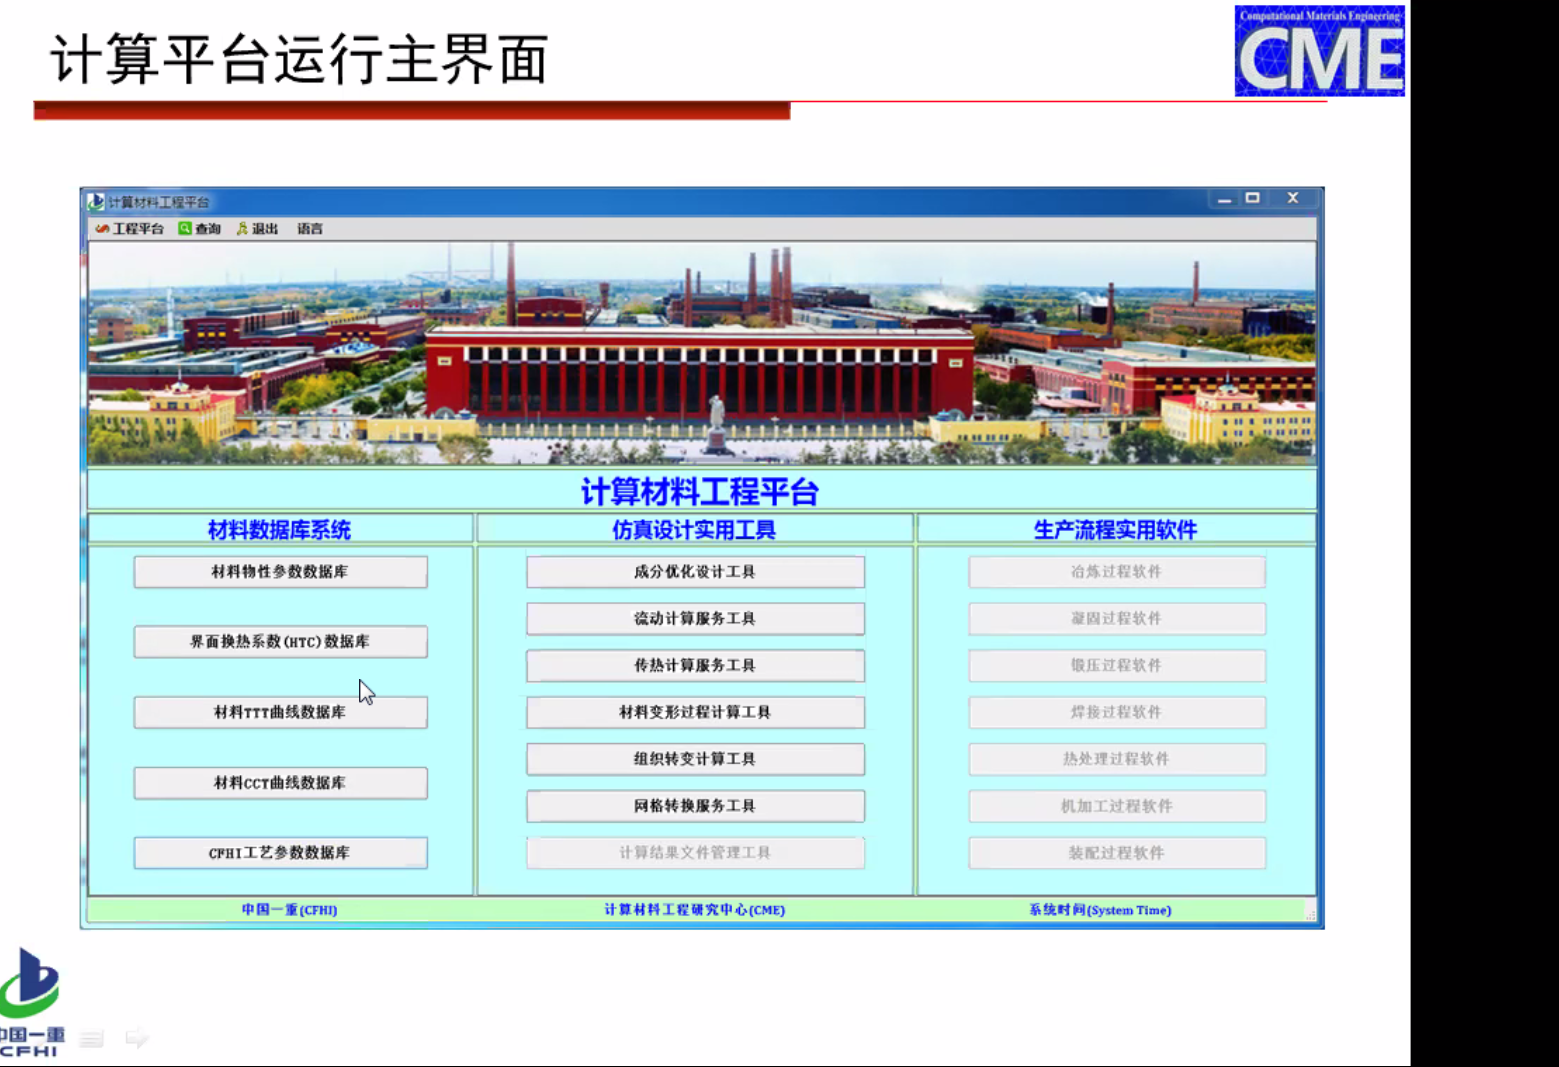 计算平台运行主界面
Computational Materials Engineering
CME
计算材料工程平台
工程平台 查询 退出 语言
计算材料工程平台
材料数据库系统 仿真设计实用工具 生产流程实用软件
材料物性参数数据库 成分优化设计工具 冶炼过程软件
流动计算服务工具 凝固过程软件
界面换热系数(HTC)数据库
传热计算服务工具 锻压过程软件
材料TTT曲线数据库 材料变形过程计算工具 焊接过程软件
组织转变计算工具 热处理过程软件
材料CCT曲线数据库
网格转换服务工具 机加工过程软件
CFHI工艺参数数据库 计算结果文件管理工具 装配过程软件
中国一重(CFHI) 计算材料工程研究中心(CME) 系统时间(System Time)
中国一重
CFHI